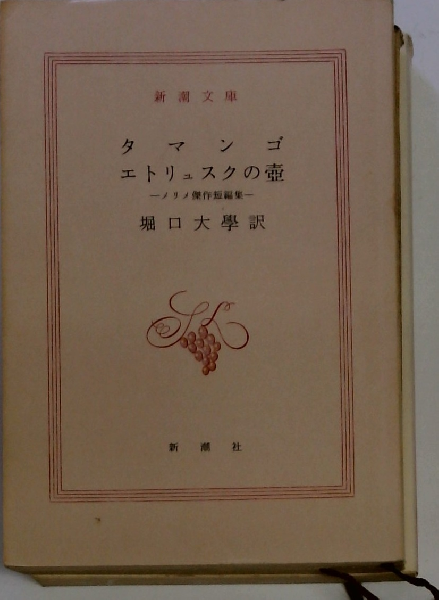 新潮文庫
タマンゴ
エトリュスクの壺
—メリメ傑作短編集—
堀口大學訳
新潮社